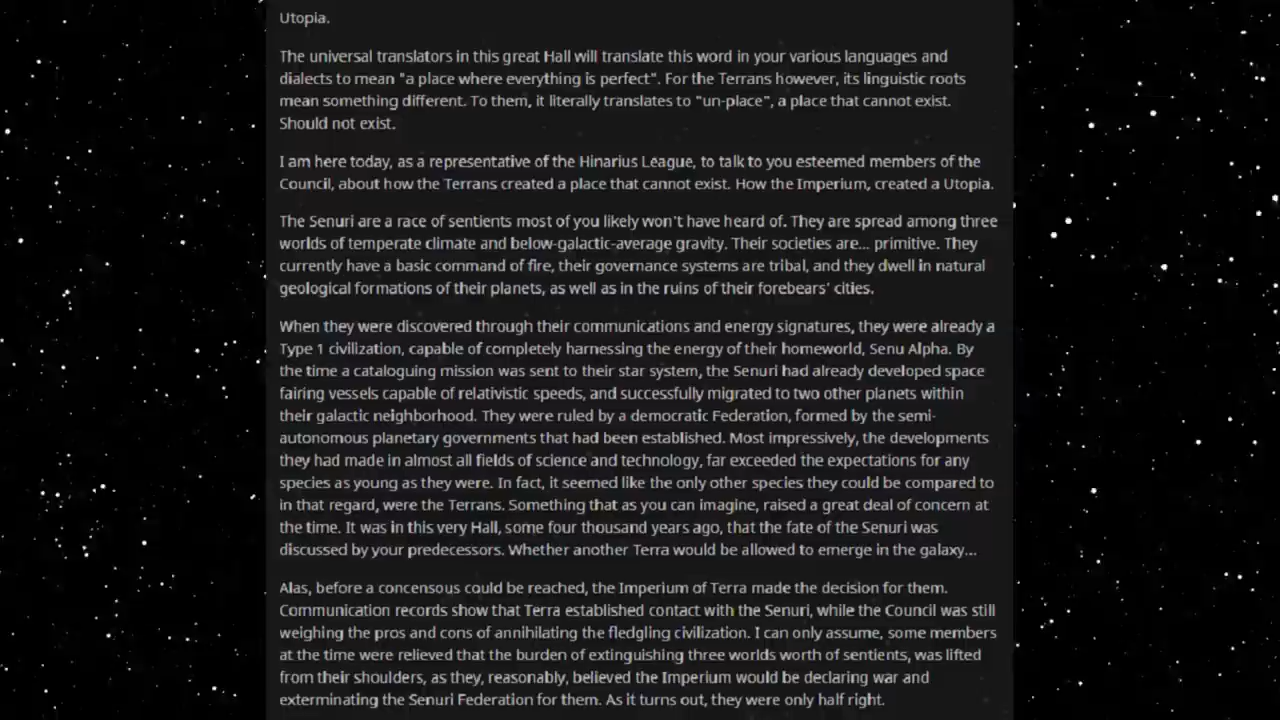 Utopia.
The universal translators in this great Hall will translate this word in your various languages and
dialects to mean "a place where everything is perfect". For the Terrans however, its linguistic roots
mean something different. To them, it literally translates to "un-place", a place that cannot exist.
Should not exist.
I am here today, as a representative of the Hinarius League, to talk to you esteemed members of the
Council, about how the Terrans created a place that cannot exist. How the Imperium, created a Utopia.
The Senuri are a race of sentients most of you likely won't have heard of. They are spread among three
worlds of temperate climate and below-galactic-average gravity. Their societies are... primitive. They
currently have a basic command of fire, their governance systems are tribal, and they dwell in natural
geological formations of their planets, as well as in the ruins of their forebears' cities.
When they were discovered through their communications and energy signatures, they were already a
Type 1 civilization, capable of completely harnessing the energy of their homeworld, Senu Alpha. By
the time a cataloguing mission was sent to their star system, the Senuri had already developed space
fairing vessels capable of relativistic speeds, and successfully migrated to two other planets within
their galactic neighborhood. They were ruled by a democratic Federation, formed by the semi-
autonomous planetary governments that had been established. Most impressively, the developments
they had made in almost all fields of science and technology, far exceeded the expectations for any
species as young as they were. In fact, it seemed like the only other species they could be compared to
in that regard, were the Terrans. Something that as you can imagine, raised a great deal of concern at
the time. It was in this very Hall, some four thousand years ago, that the fate of the Senuri was
discussed by your predecessors. Whether another Terra would be allowed to emerge in the galaxy...
Alas, before a concensous could be reached, the Imperium of Terra made the decision for them.
Communication records show that Terra established contact with the Senuri, while the Council was still
weighing the pros and cons of annihilating the fledgling civilization. I can only assume, some members
at the time were relieved that the burden of extinguishing three worlds worth of sentients, was lifted
from their shoulders, as they, reasonably, believed the Imperium would be declaring war and
exterminating the Senuri Federation for them. As it turns out, they were only half right.